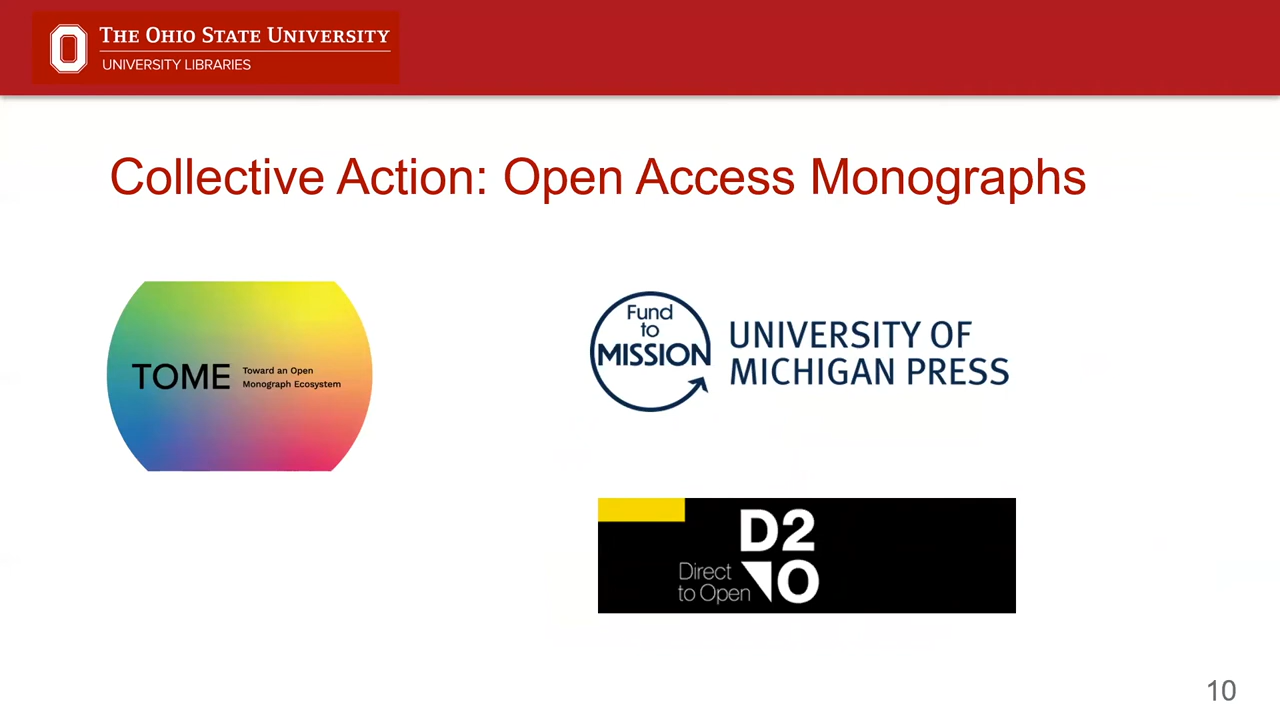 THE OHIO STATE UNIVERSITY
UNIVERSITY LIBRARIES
Collective Action: Open Access Monographs
TOME Toward an Open
Monograph Ecosystem
Fund
to
MISSION
UNIVERSITY OF
MICHIGAN PRESS
D2
Direct
to Open
O
10